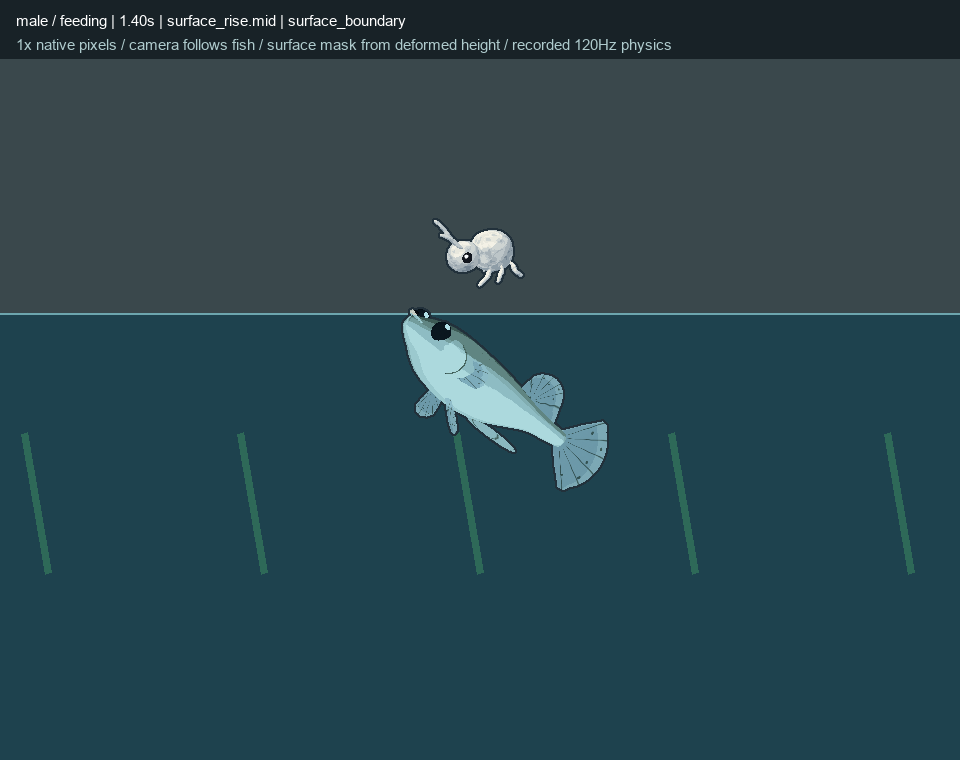 male / feeding | 1.40s | surface_rise.mid | surface_boundary
1x native pixels / camera follows fish / surface mask from deformed height / recorded 120Hz physics